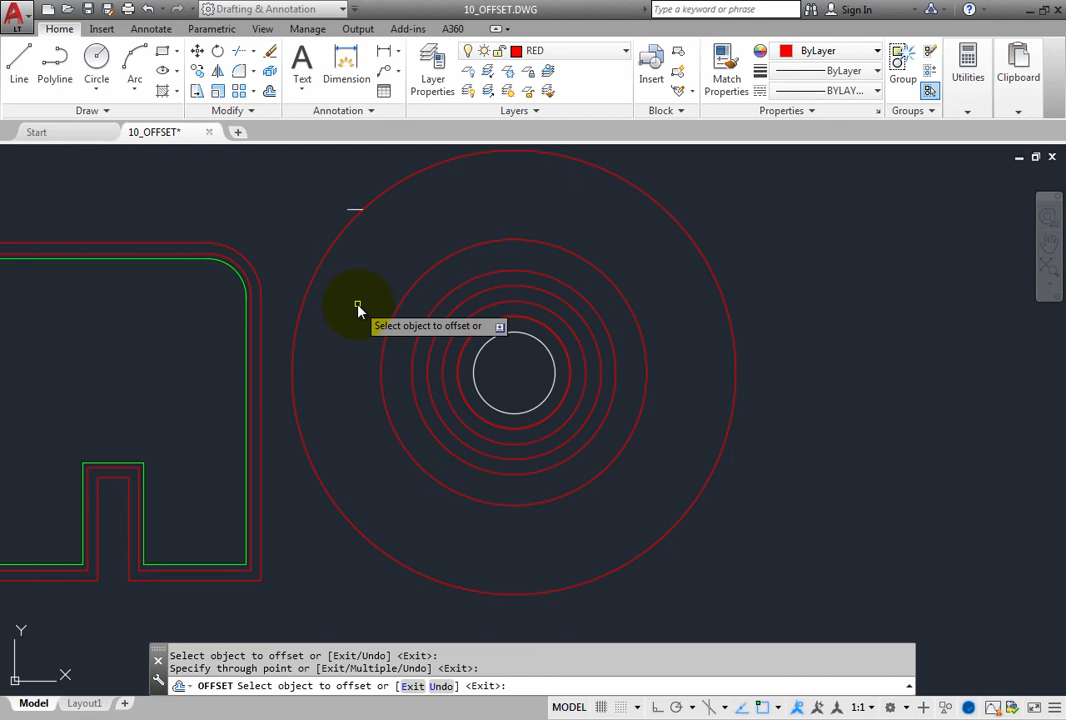 Drafting & Annotation
10_OFFSET.DWG
Type a keyword or phrase
Sign In
Home Insert Annotate Parametric View Manage Output Add-ins A360
Line Polyline Circle Arc
Text Dimension
Layer Properties
RED
Insert
Match Properties
ByLayer
ByLayer
BYLAY...
Group
Utilities
Clipboard
LT
Draw Modify Annotation Layers Block Properties Groups
Start 10_OFFSET*
Select object to offset or
Y
X
Select object to offset or [Exit/Undo] <Exit>:
Specify through point or [Exit/Multiple/Undo] <Exit>:
OFFSET Select object to offset or [Exit Undo] <Exit>:
Model Layout1
MODEL
1:1